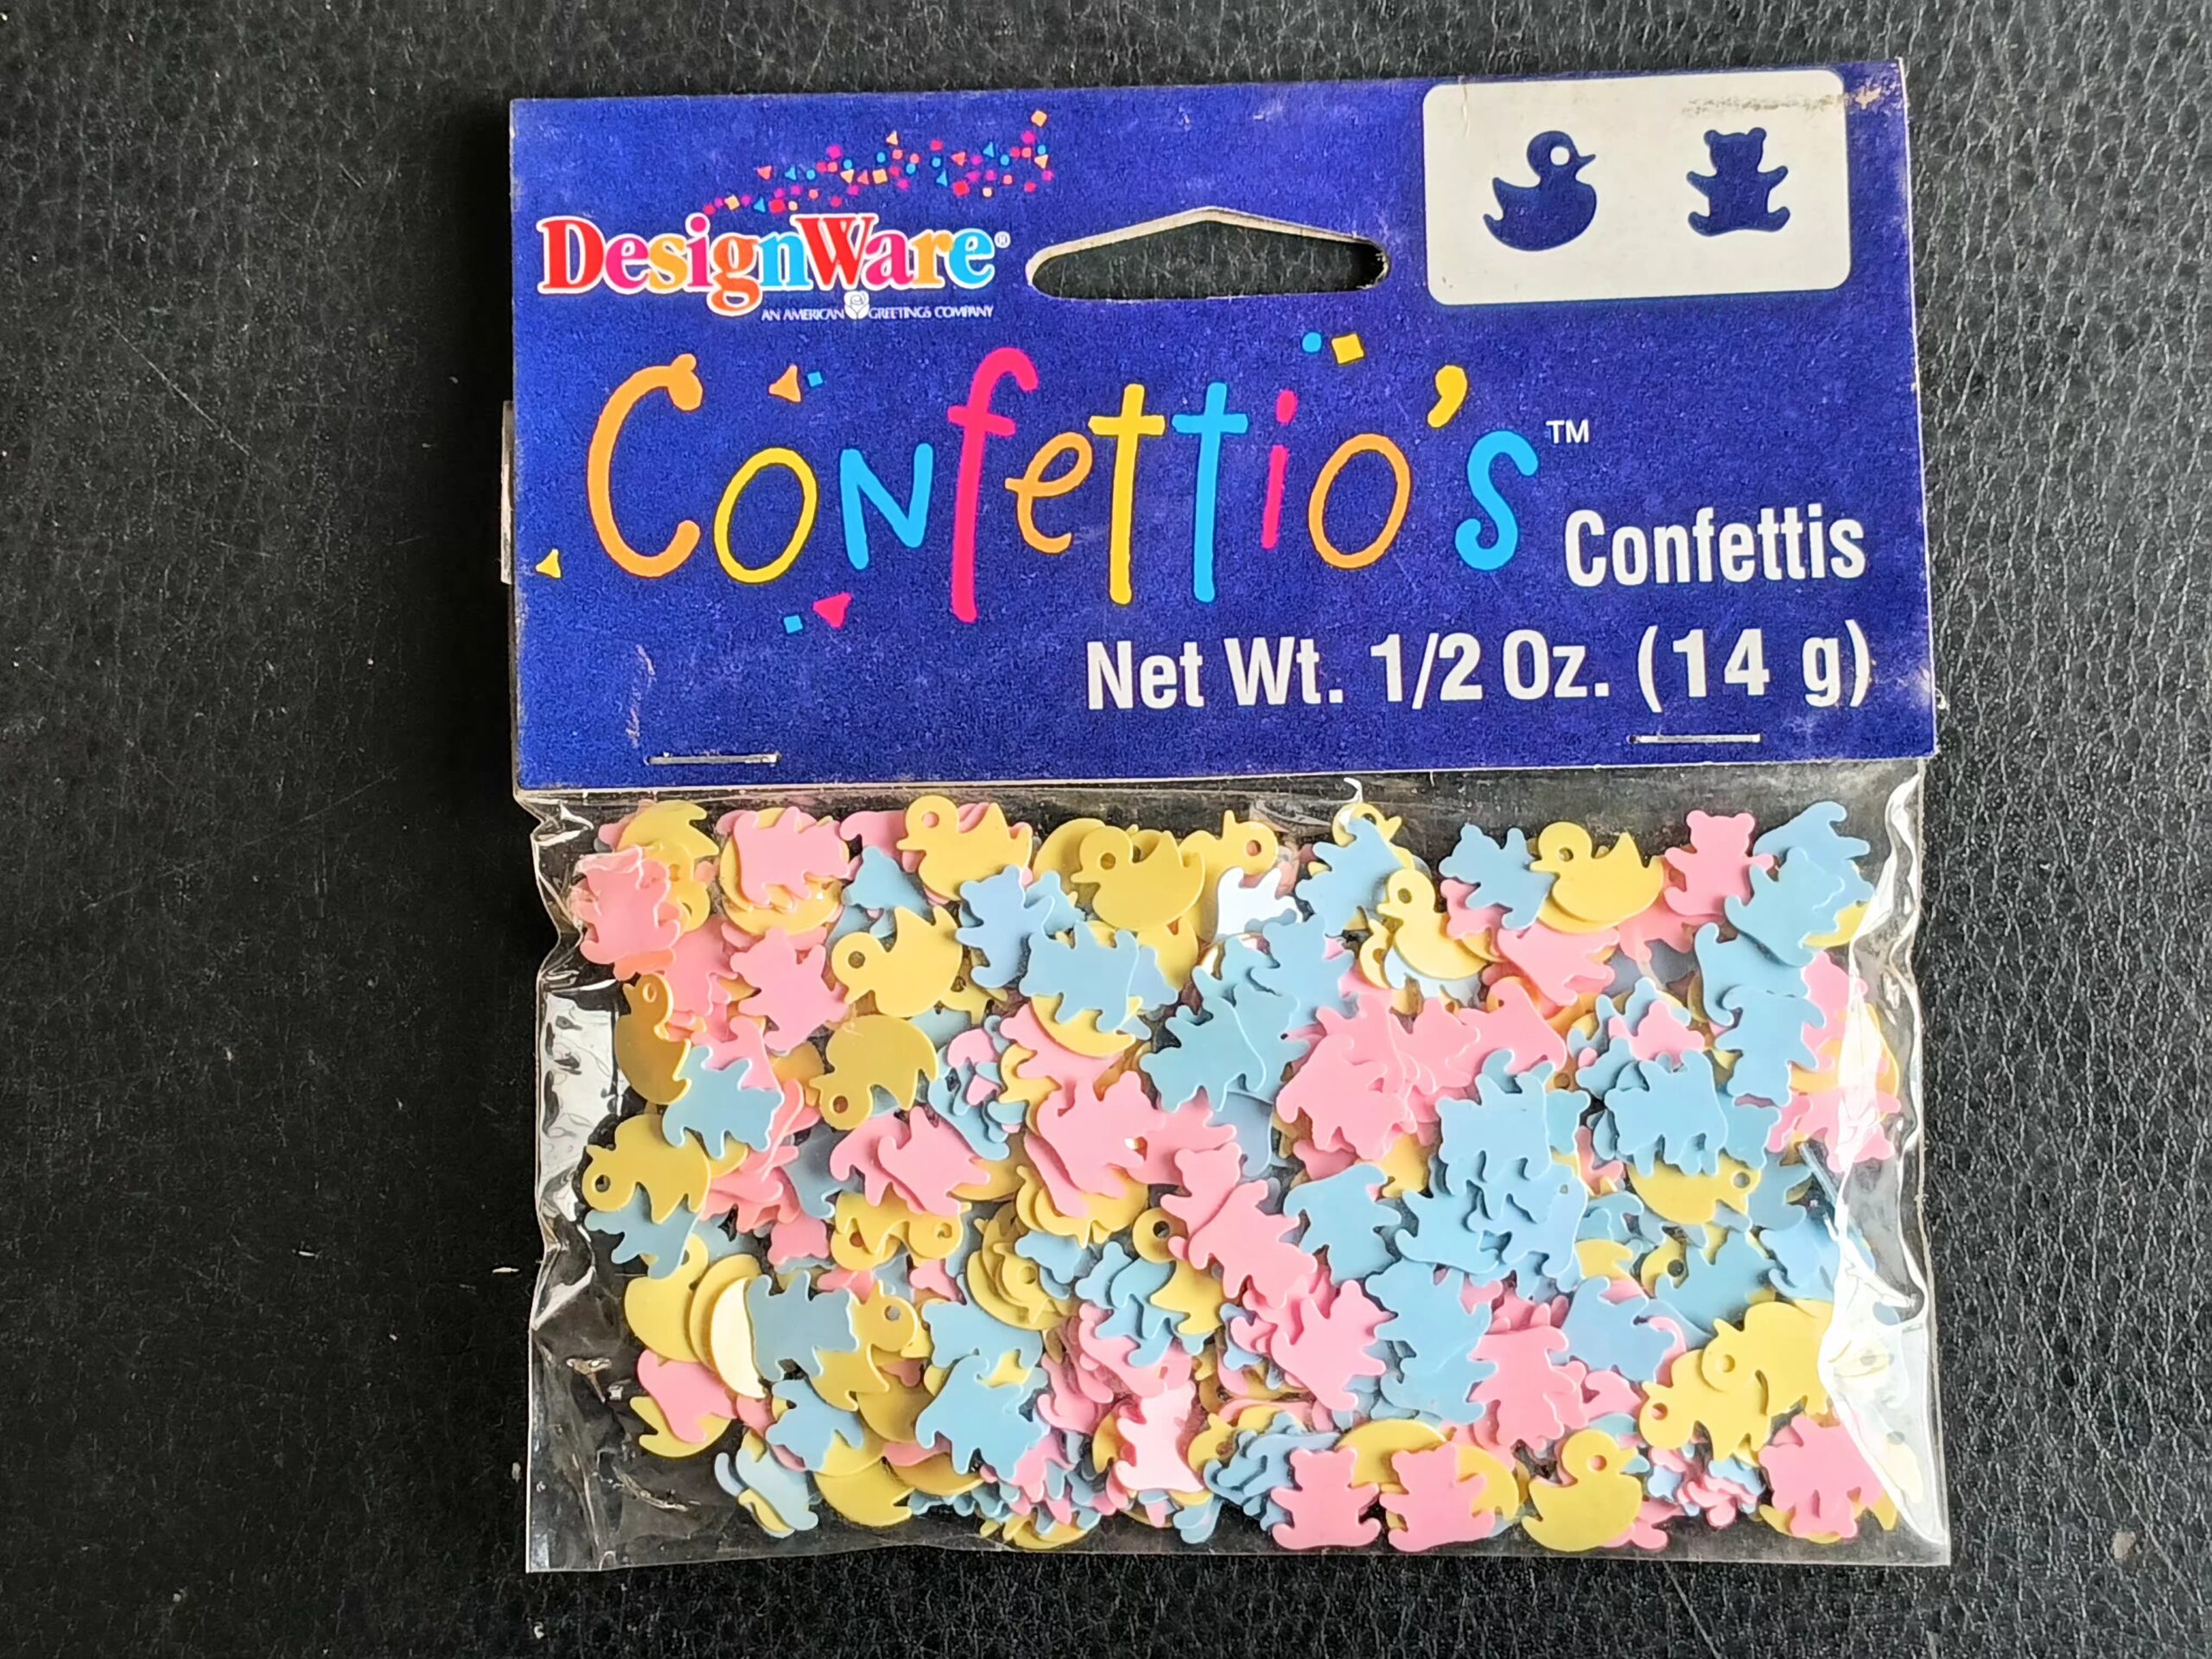 DesignWare®
AN AMERICAN GREETINGS COMPANY
Confettio's™
Confettis
Net Wt. 1/2 Oz. (14 g)